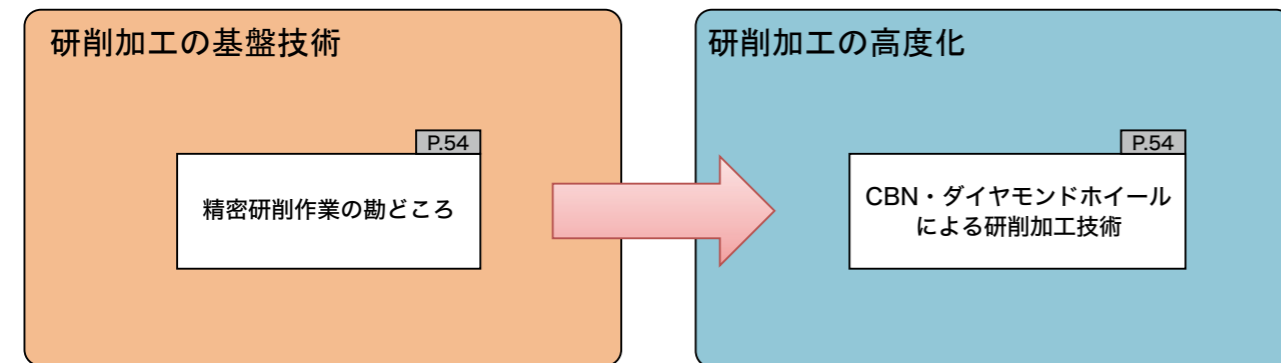 研削加工の基盤技術
P.54
精密研削作業の勘どころ
研削加工の高度化
P.54
CBN・ダイヤモンドホイール
による研削加工技術